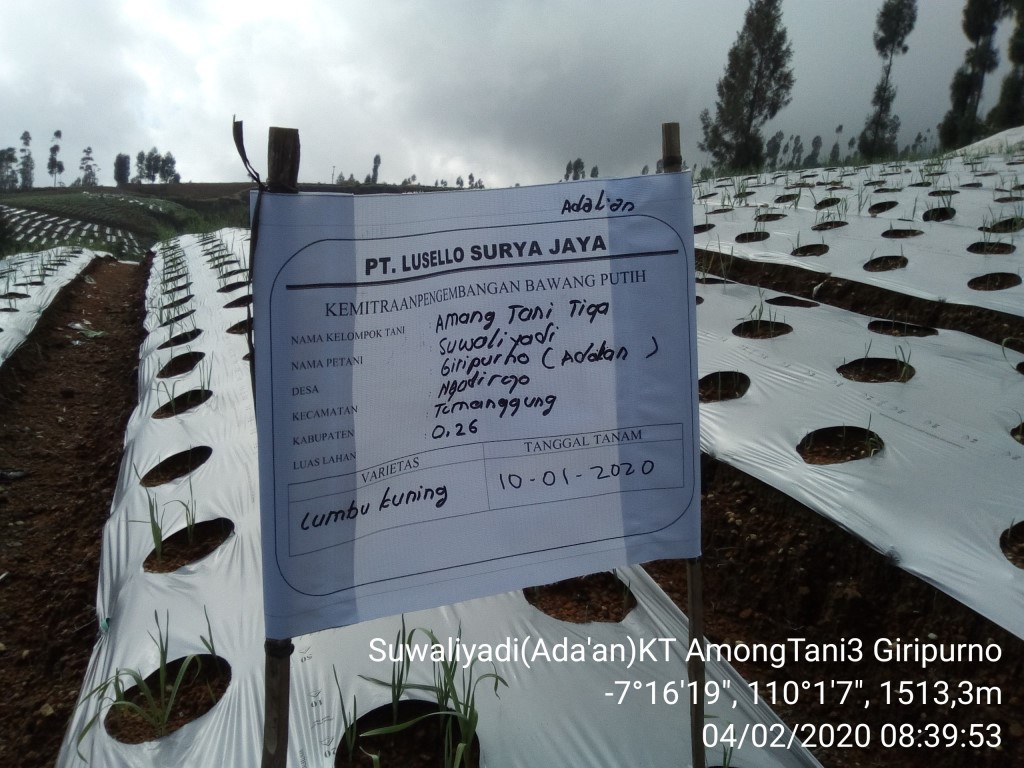 Adalan
PT. LUSELLO SURYA JAYA
KEMITRAANPENGEMBANGAN BAWANG PUTIH
NAMA KELOMPOK TANI : Amang Tani Tiga
NAMA PETANI : Suwaliyadi
DESA : Giripurno (Adalan)
KECAMATAN : Ngadirojo
KABUPATEN : Temanggung
LUAS LAHAN : 0.26
VARIETAS TANGGAL TANAM
Lumbu kuning 10-01-2020
Suwaliyadi(Ada'an)KT AmongTani3 Giripurno
-7°16'19", 110°1'7", 1513,3m
04/02/2020 08:39:53